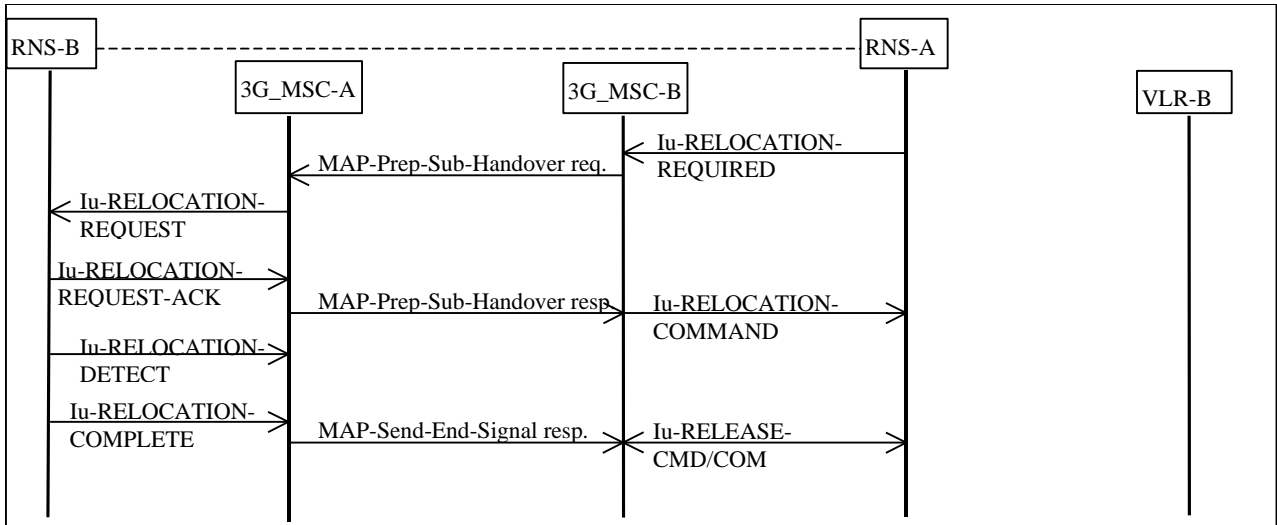 RNS-B
RNS-A
3G_MSC-A
3G_MSC-B
VLR-B
Iu-RELOCATION-
REQUIRED
MAP-Prep-Sub-Handover req.
Iu-RELOCATION-
REQUEST
Iu-RELOCATION-
REQUEST-ACK
MAP-Prep-Sub-Handover resp
Iu-RELOCATION-
COMMAND
Iu-RELOCATION-
DETECT
Iu-RELOCATION-
COMPLETE
MAP-Send-End-Signal resp.
Iu-RELEASE-
CMD/COM